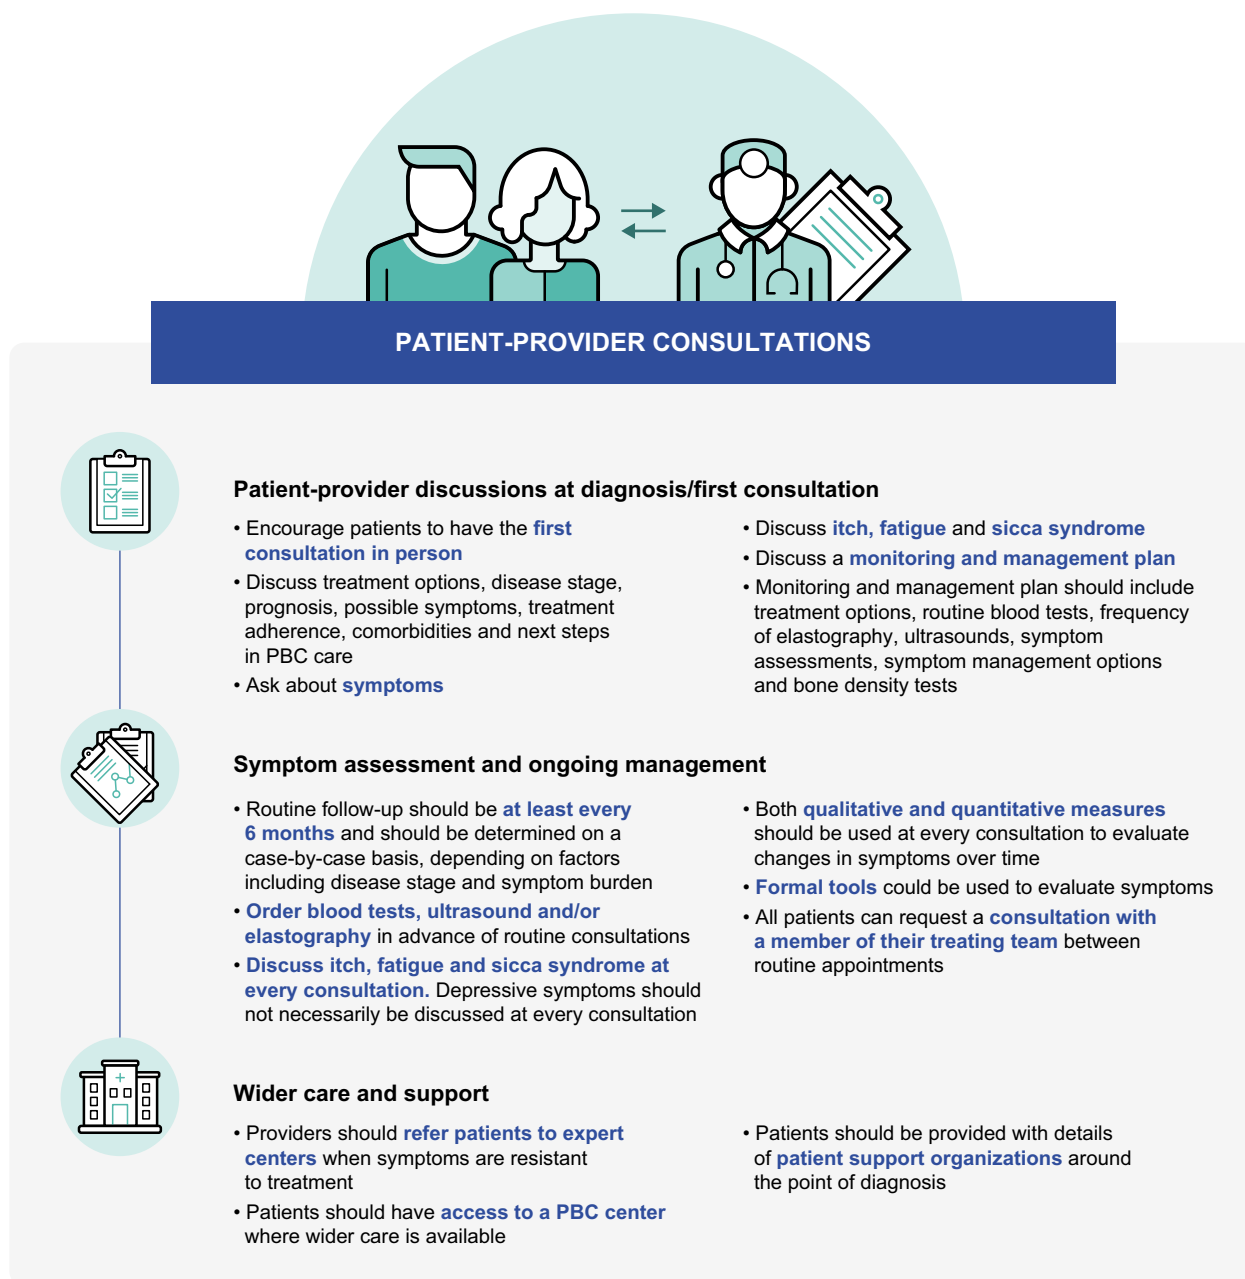 PATIENT-PROVIDER CONSULTATIONS
Patient-provider discussions at diagnosis/first consultation
• Encourage patients to have the first
consultation in person
• Discuss treatment options, disease stage,
prognosis, possible symptoms, treatment
adherence, comorbidities and next steps
in PBC care
• Ask about symptoms
• Discuss itch, fatigue and sicca syndrome
• Discuss a monitoring and management plan
• Monitoring and management plan should include
treatment options, routine blood tests, frequency
of elastography, ultrasounds, symptom
assessments, symptom management options
and bone density tests
Symptom assessment and ongoing management
• Routine follow-up should be at least every
6 months and should be determined on a
case-by-case basis, depending on factors
including disease stage and symptom burden
• Order blood tests, ultrasound and/or
elastography in advance of routine consultations
• Discuss itch, fatigue and sicca syndrome at
every consultation. Depressive symptoms should
not necessarily be discussed at every consultation
• Both qualitative and quantitative measures
should be used at every consultation to evaluate
changes in symptoms over time
• Formal tools could be used to evaluate symptoms
• All patients can request a consultation with
a member of their treating team between
routine appointments
Wider care and support
• Providers should refer patients to expert
centers when symptoms are resistant
to treatment
• Patients should have access to a PBC center
where wider care is available
• Patients should be provided with details
of patient support organizations around
the point of diagnosis